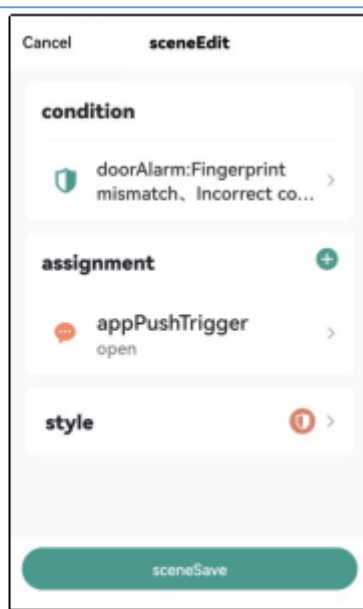 Cancel
sceneEdit
condition
doorAlarm:Fingerprint
mismatch、Incorrect co...
assignment
appPushTrigger
open
style
sceneSave